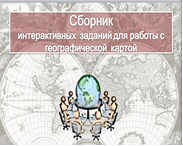 Сборник
интерактивных заданий для работы с
географической картой